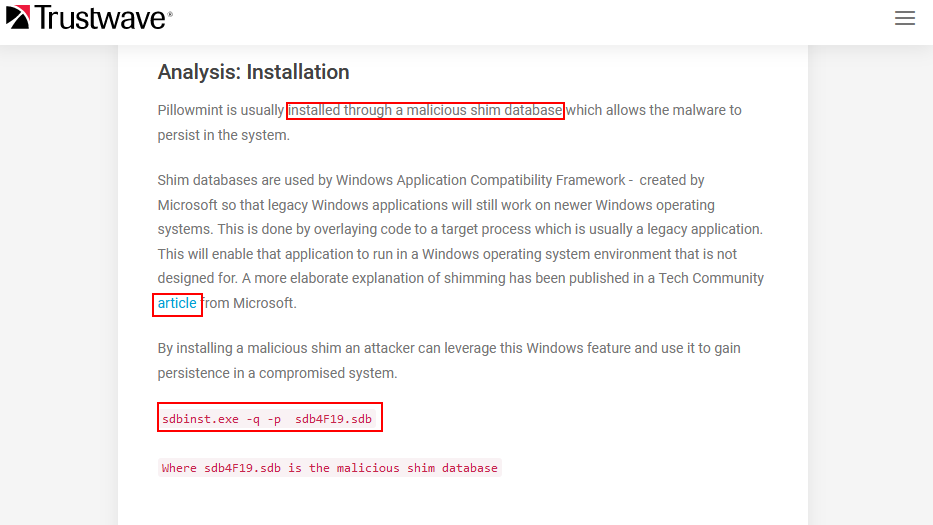 Trustwave®
Analysis: Installation
Pillowmint is usually installed through a malicious shim database which allows the malware to
persist in the system.
Shim databases are used by Windows Application Compatibility Framework -  created by
Microsoft so that legacy Windows applications will still work on newer Windows operating
systems. This is done by overlaying code to a target process which is usually a legacy application.
This will enable that application to run in a Windows operating system environment that is not
designed for. A more elaborate explanation of shimming has been published in a Tech Community
article from Microsoft.
By installing a malicious shim an attacker can leverage this Windows feature and use it to gain
persistence in a compromised system.
sdbinst.exe -q -p  sdb4F19.sdb
Where sdb4F19.sdb is the malicious shim database